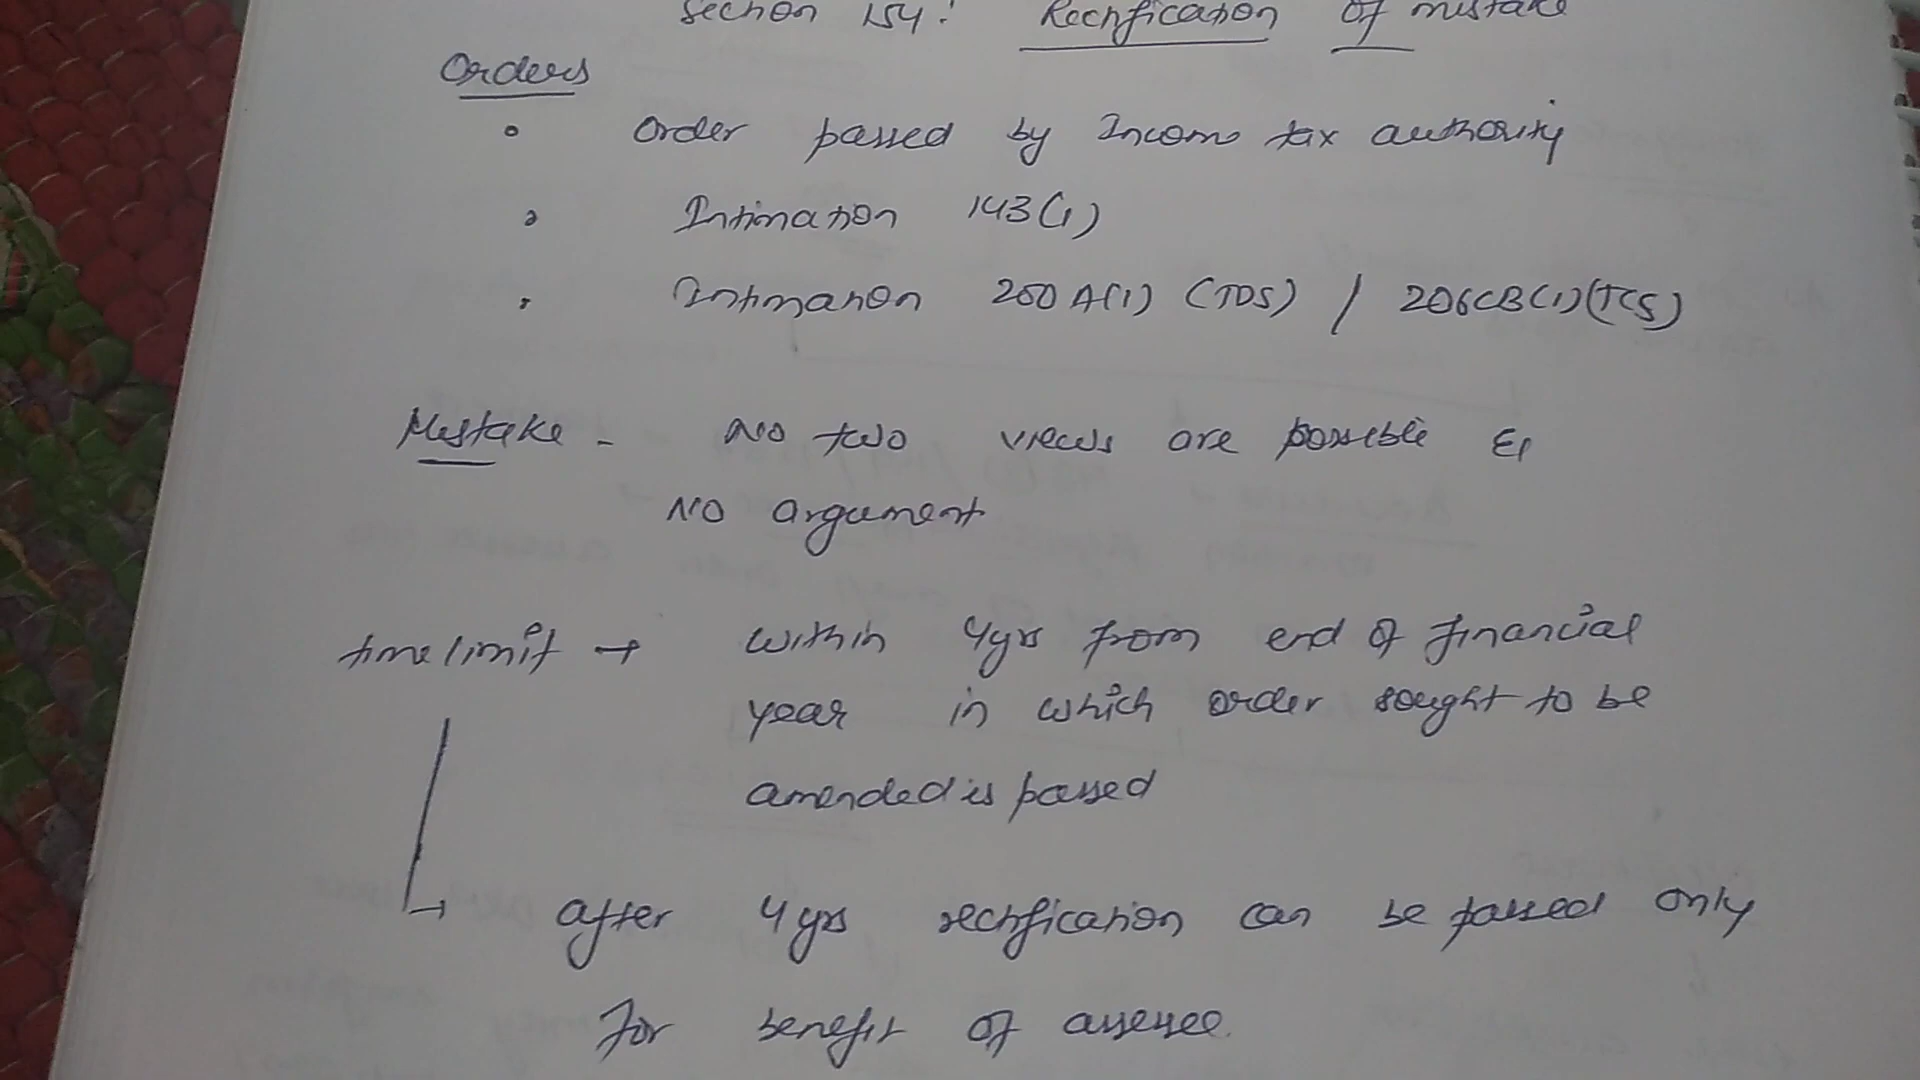 Section 154: Rectification of mistake
Orders
Order passed by Income tax authority
Intimation 143(1)
Intimation 200A(1) (TDS) / 206CB(1)(TCS)
Mistake - No two views are possible &
No argument
time limit → within 4yrs from end of financial
year in which order sought to be
amended is passed
after 4 yrs rectification can be passed only
for benefit of assessee.